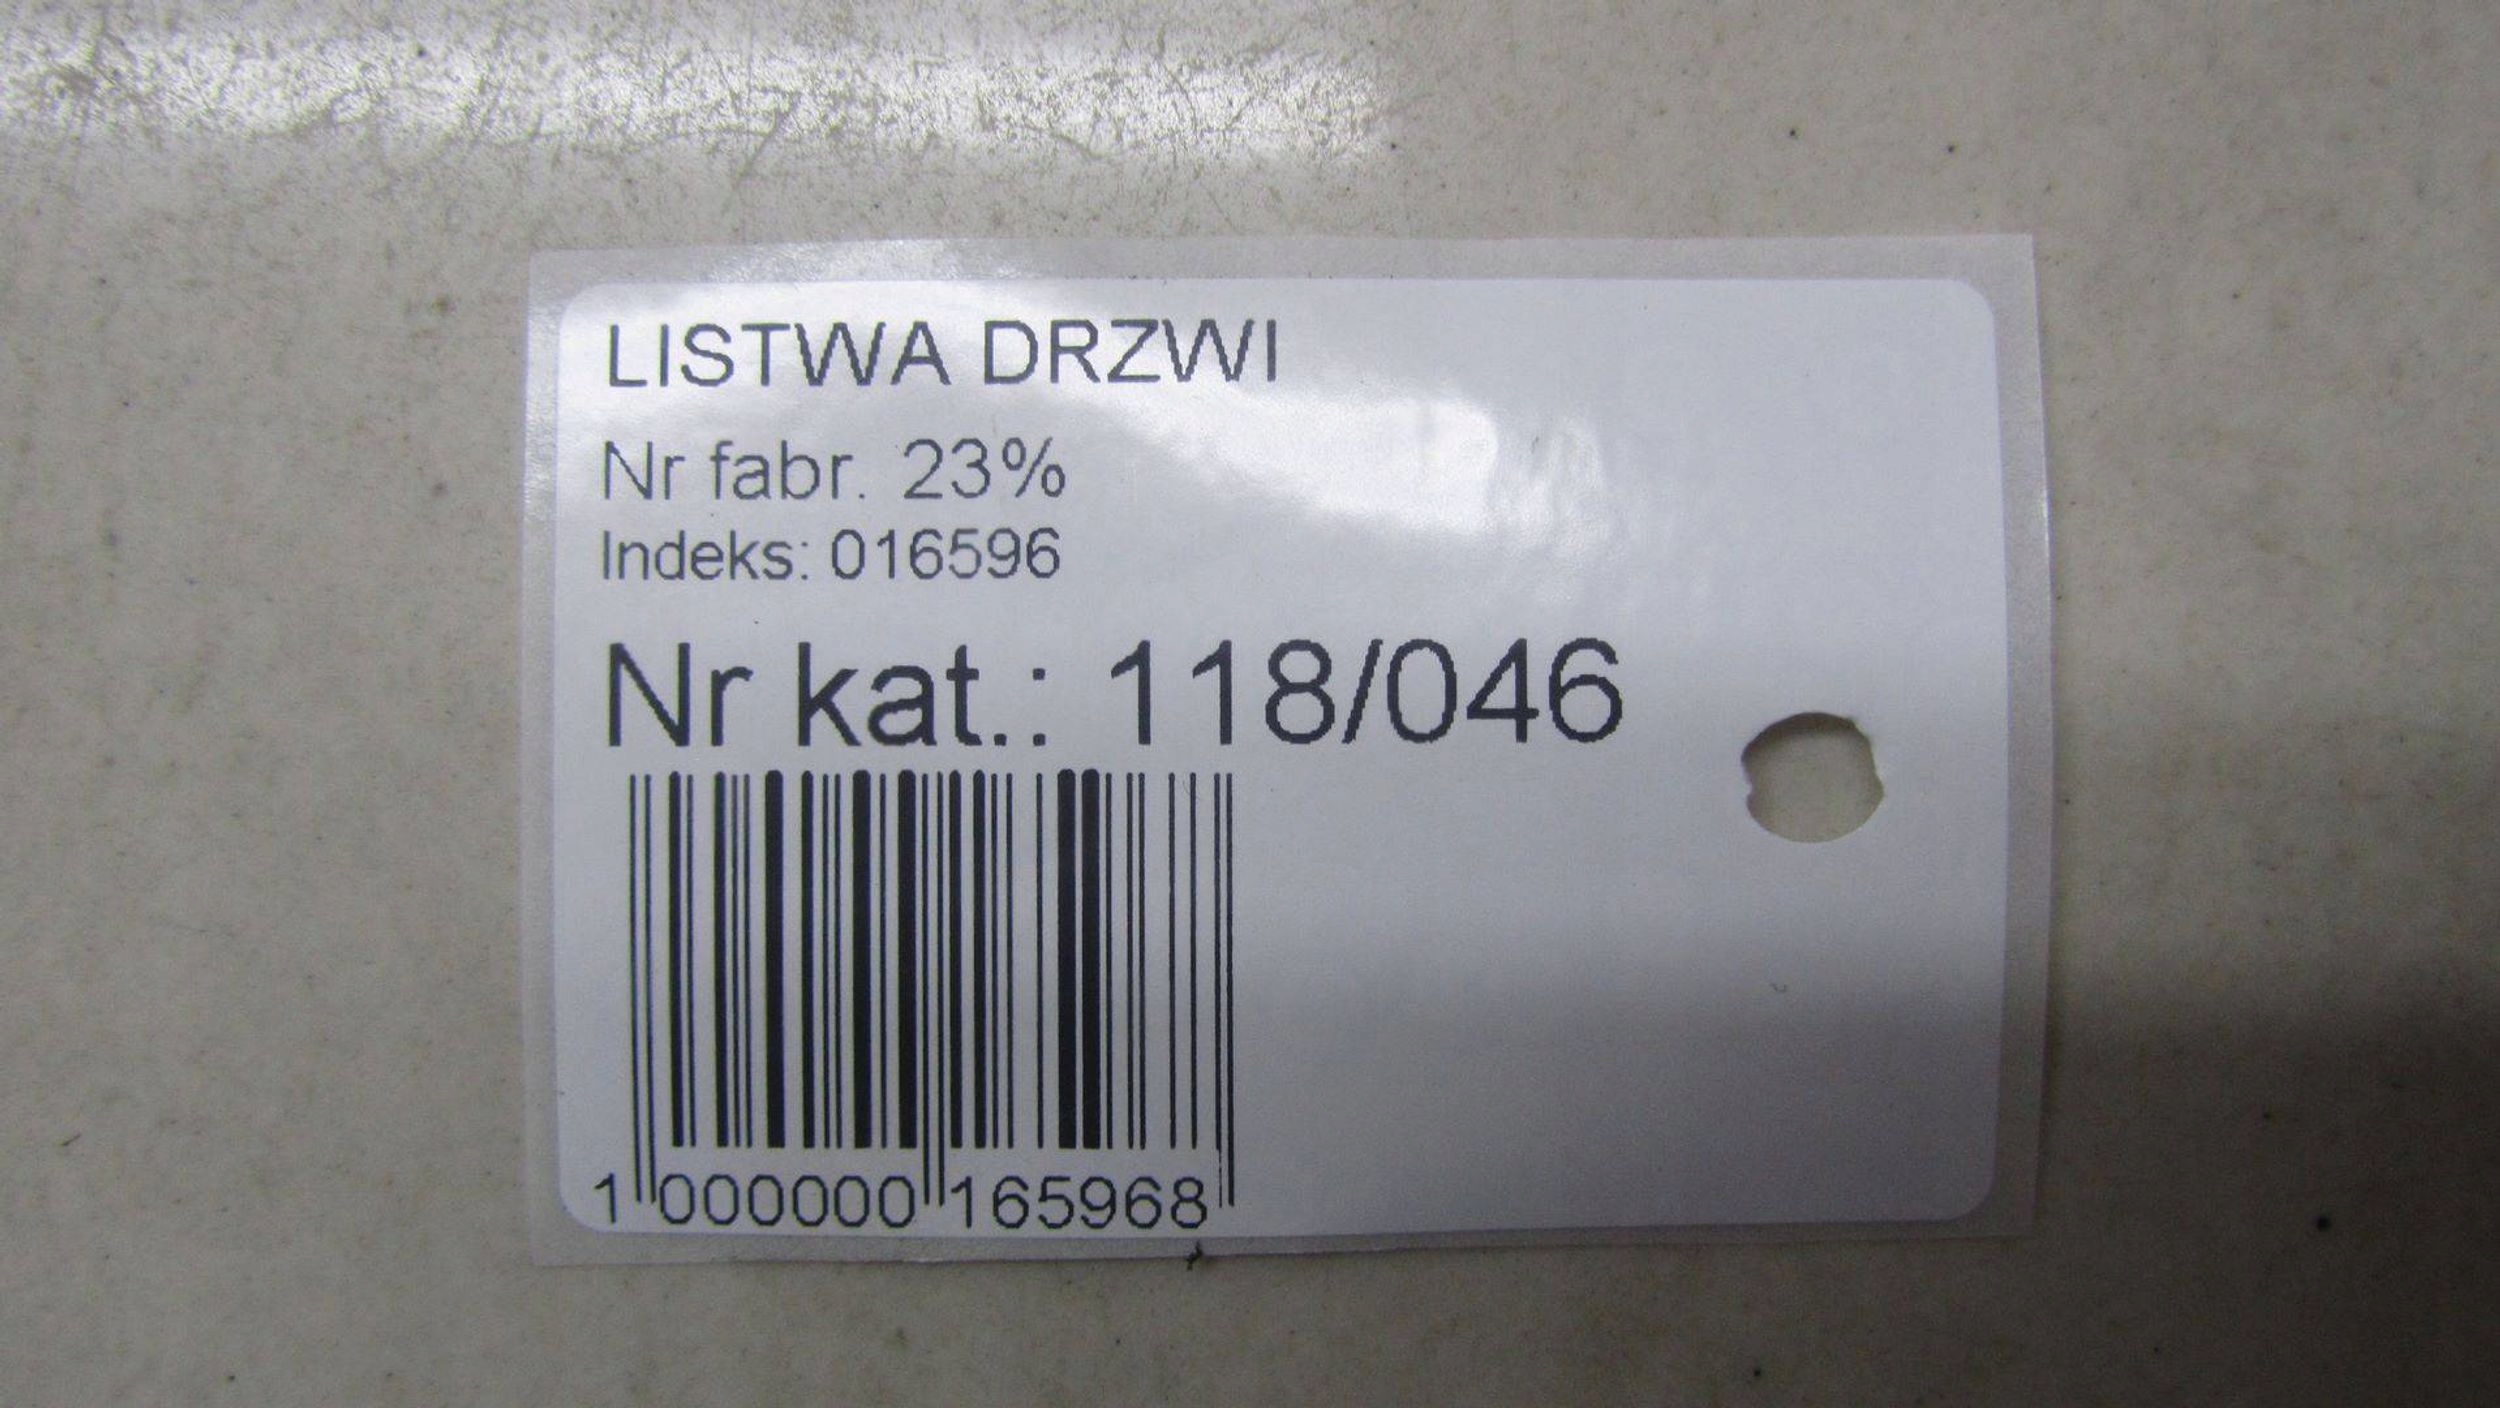 LISTWA DRZWI
Nr fabr. 23%
Indeks: 016596
Nr kat.: 118/046
1 000000 165968